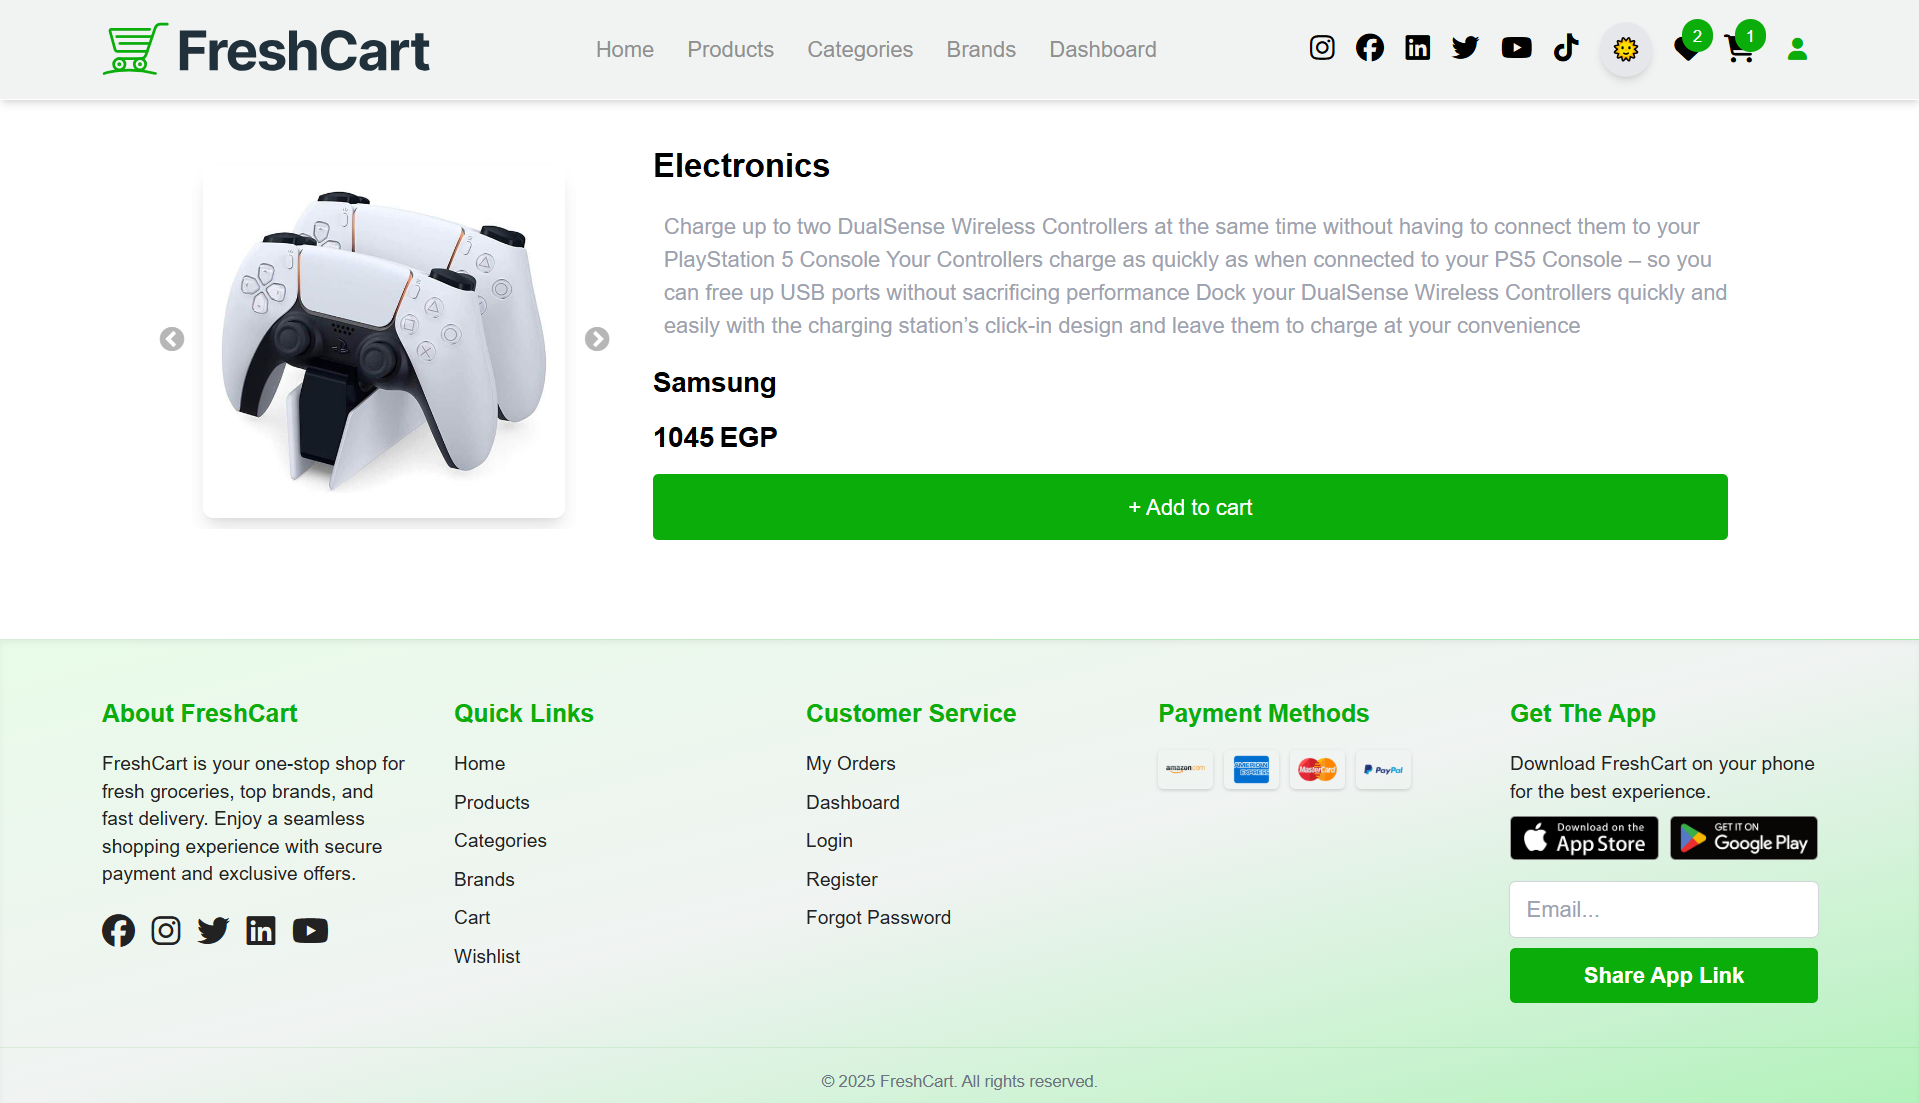 FreshCart
Home Products Categories Brands Dashboard
2 1
Electronics
Charge up to two DualSense Wireless Controllers at the same time without having to connect them to your
PlayStation 5 Console Your Controllers charge as quickly as when connected to your PS5 Console – so you
can free up USB ports without sacrificing performance Dock your DualSense Wireless Controllers quickly and
easily with the charging station’s click-in design and leave them to charge at your convenience
Samsung
1045 EGP
+ Add to cart
About FreshCart
FreshCart is your one-stop shop for
fresh groceries, top brands, and
fast delivery. Enjoy a seamless
shopping experience with secure
payment and exclusive offers.
Quick Links
Home
Products
Categories
Brands
Cart
Wishlist
Customer Service
My Orders
Dashboard
Login
Register
Forgot Password
Payment Methods
amazon.com
AMERICAN
EXPRESS
MasterCard
PayPal
Get The App
Download FreshCart on your phone
for the best experience.
Download on the
App Store
GET IT ON
Google Play
Email...
Share App Link
© 2025 FreshCart. All rights reserved.